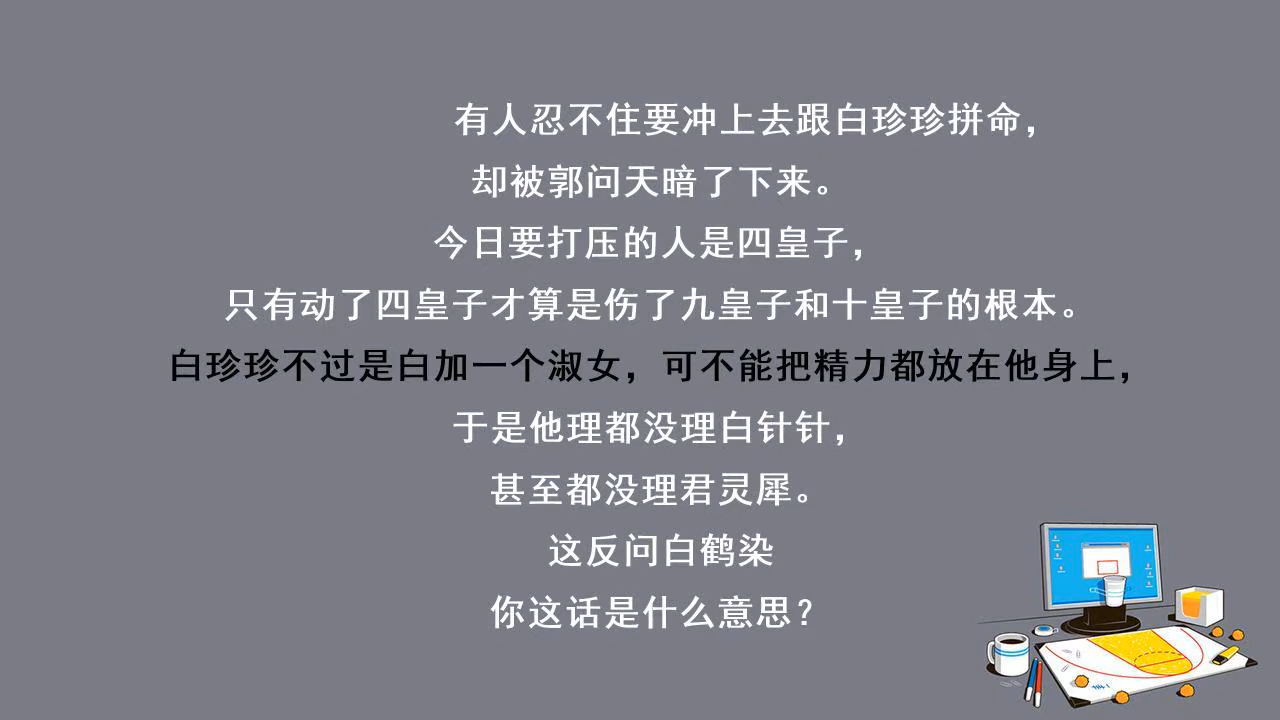 有人忍不住要冲上去跟白珍珍拼命，
却被郭问天暗了下来。
今日要打压的人是四皇子，
只有动了四皇子才算是伤了九皇子和十皇子的根本。
白珍珍不过是白加一个淑女，可不能把精力都放在他身上，
于是他理都没理白针针，
甚至都没理君灵犀。
这反问白鹤染
你这话是什么意思？